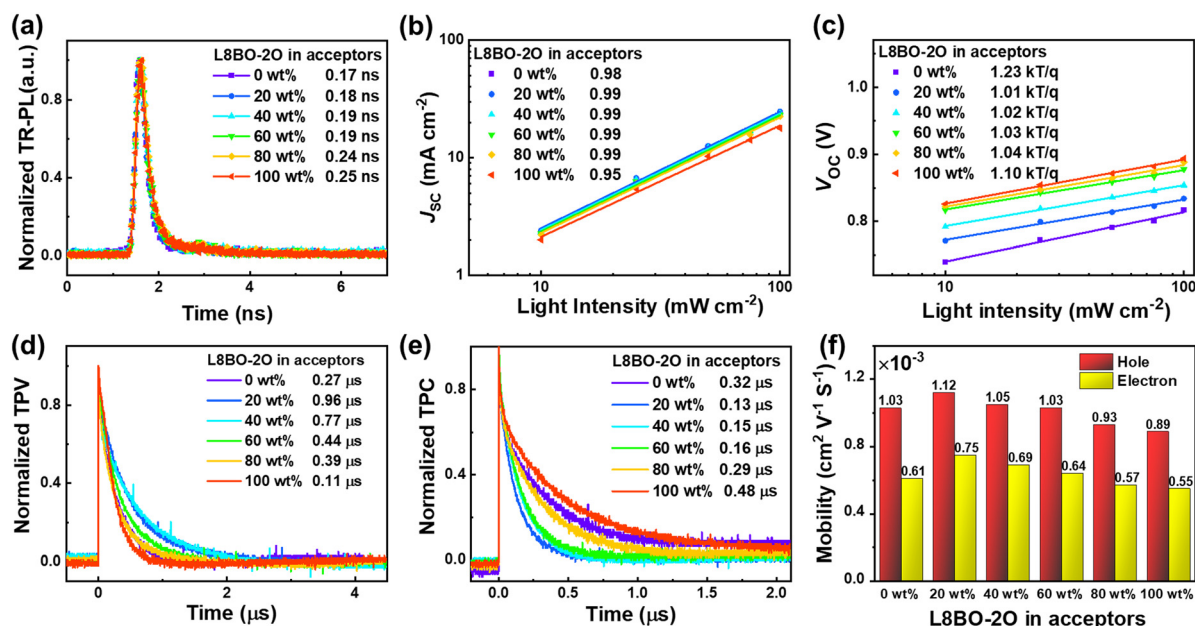 (a)
Normalized TR-PL(a.u.)
0.8
0.4
0.0
L8BO-2O in acceptors
0 wt% 0.17 ns
20 wt% 0.18 ns
40 wt% 0.19 ns
60 wt% 0.19 ns
80 wt% 0.24 ns
100 wt% 0.25 ns
0 2 4 6
Time (ns)
(b)
JSC (mA cm-2)
100
10
1
L8BO-2O in acceptors
0 wt% 0.98
20 wt% 0.99
40 wt% 0.99
60 wt% 0.99
80 wt% 0.99
100 wt% 0.95
10 100
Light Intensity (mW cm-2)
(c)
VOC (V)
1.0
0.9
0.8
0.7
L8BO-2O in acceptors
0 wt% 1.23 kT/q
20 wt% 1.01 kT/q
40 wt% 1.02 kT/q
60 wt% 1.03 kT/q
80 wt% 1.04 kT/q
100 wt% 1.10 kT/q
10 100
Light intensity (mW cm-2)
(d)
Normalized TPV
0.8
0.4
0.0
L8BO-2O in acceptors
0 wt% 0.27 μs
20 wt% 0.96 μs
40 wt% 0.77 μs
60 wt% 0.44 μs
80 wt% 0.39 μs
100 wt% 0.11 μs
0 2 4
Time (μs)
(e)
Normalized TPC
0.8
0.4
0.0
L8BO-2O in acceptors
0 wt% 0.32 μs
20 wt% 0.13 μs
40 wt% 0.15 μs
60 wt% 0.16 μs
80 wt% 0.29 μs
100 wt% 0.48 μs
0.0 0.5 1.0 1.5 2.0
Time (μs)
(f)
Mobility (cm2 V-1 S-1)
×10-3
1.2
0.8
0.4
0.0
Hole
Electron
1.03 0.61 1.12 0.75 1.05 0.69 1.03 0.64 0.93 0.57 0.89 0.55
0 wt% 20 wt% 40 wt% 60 wt% 80 wt% 100 wt%
L8BO-2O in acceptors